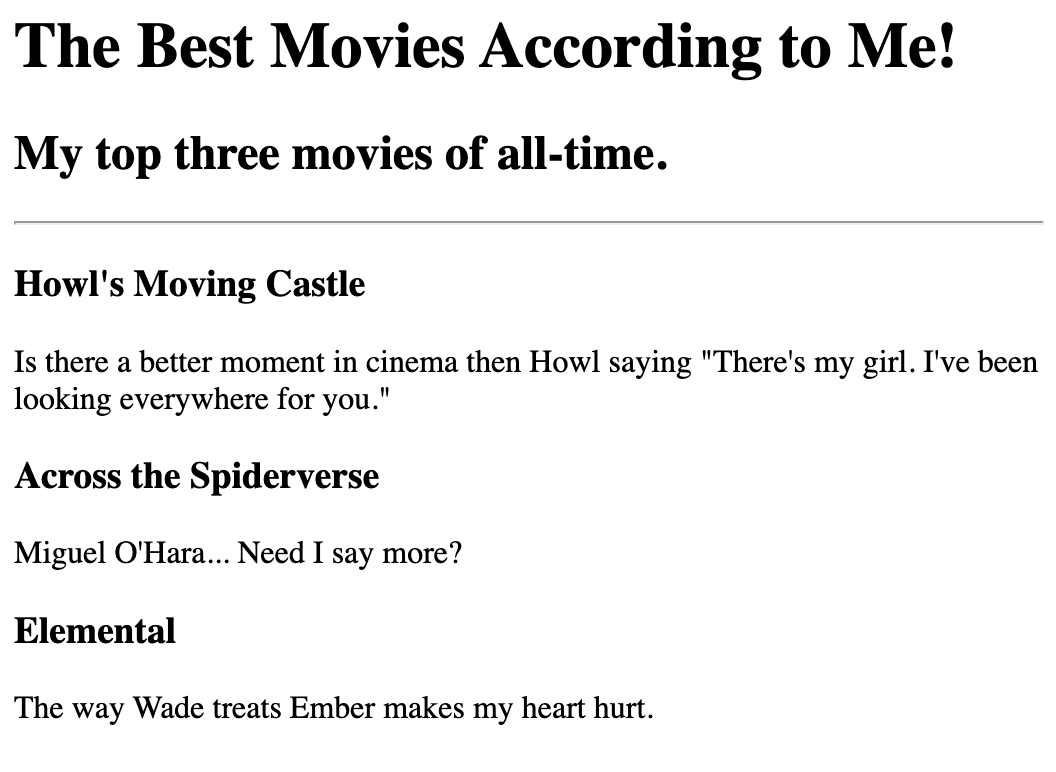 The Best Movies According to Me!
My top three movies of all-time.
Howl's Moving Castle
Is there a better moment in cinema then Howl saying "There's my girl. I've been
looking everywhere for you."
Across the Spiderverse
Miguel O'Hara... Need I say more?
Elemental
The way Wade treats Ember makes my heart hurt.